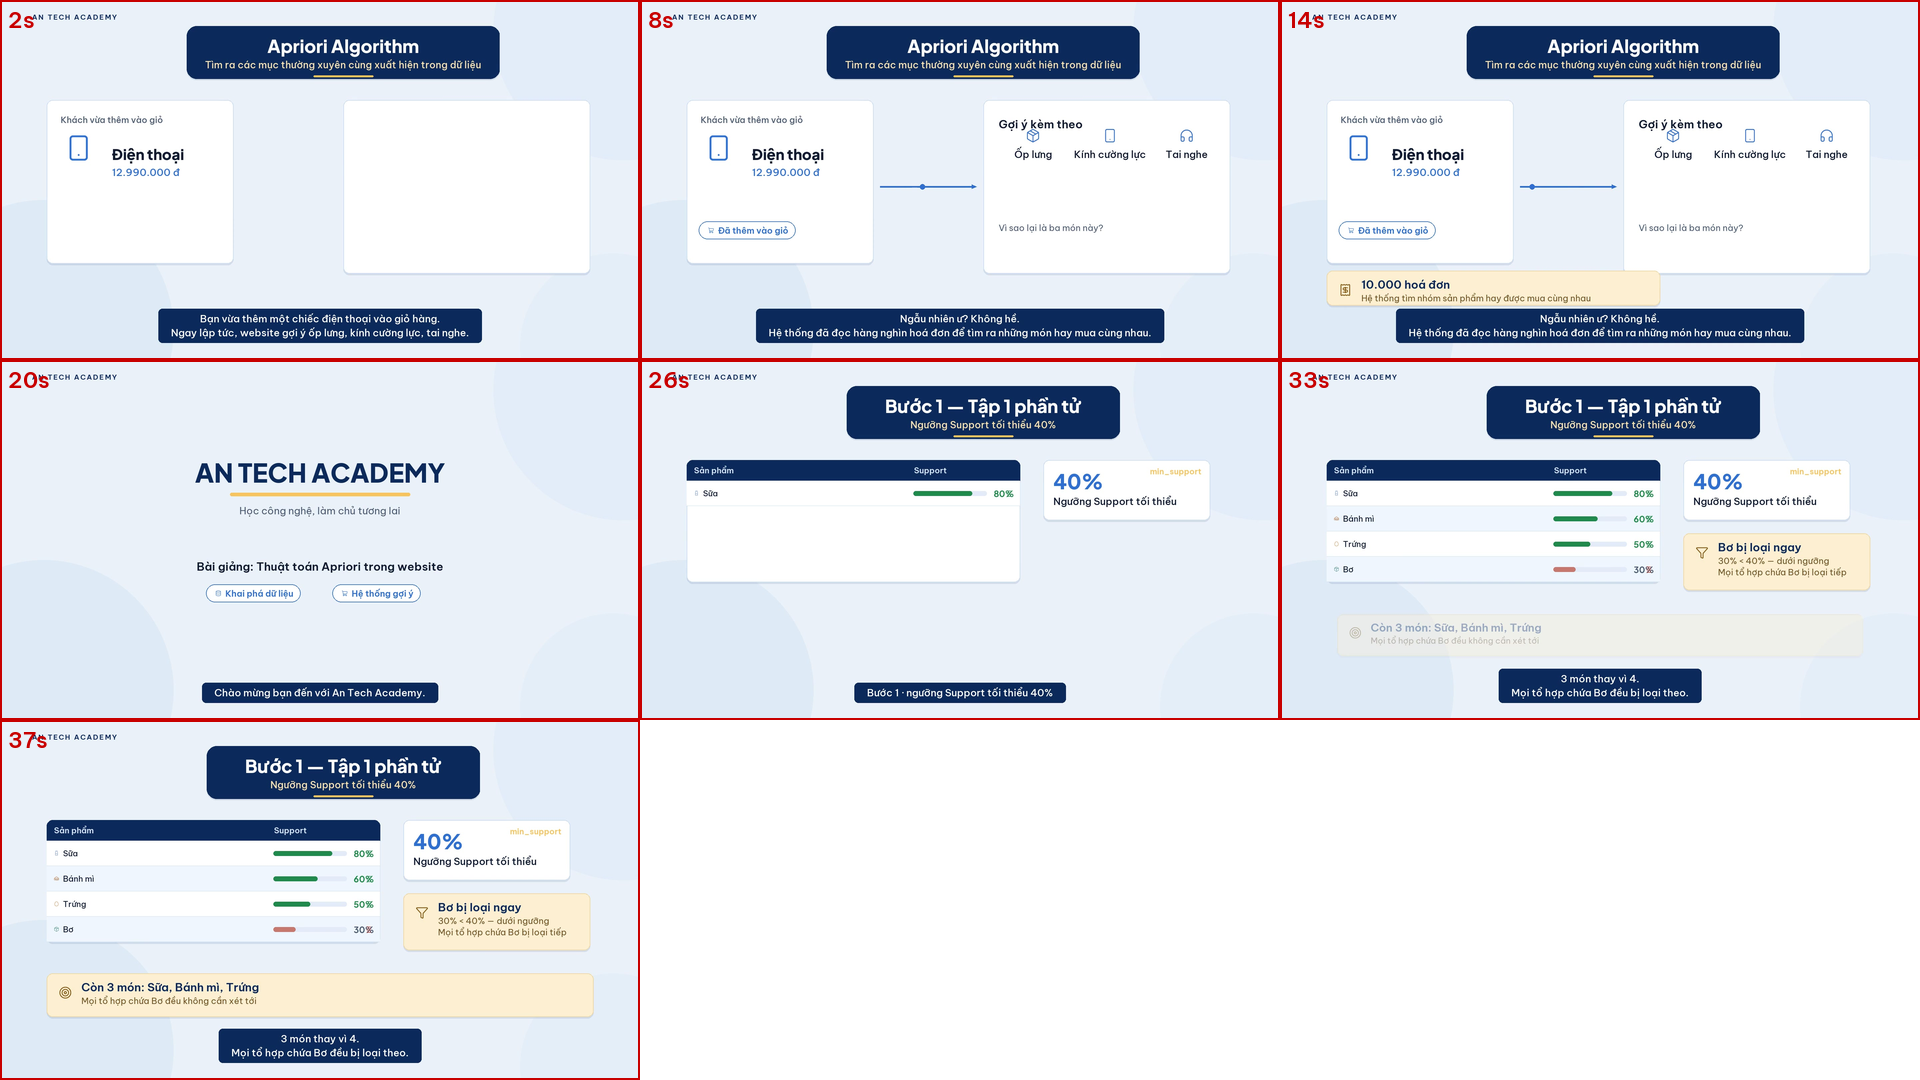 2s
AN TECH ACADEMY
Apriori Algorithm
Tìm ra các mục thường xuyên cùng xuất hiện trong dữ liệu
Khách vừa thêm vào giỏ
Điện thoại
12.990.000 đ
Bạn vừa thêm một chiếc điện thoại vào giỏ hàng.
Ngay lập tức, website gợi ý ốp lưng, kính cường lực, tai nghe.
8s
AN TECH ACADEMY
Apriori Algorithm
Tìm ra các mục thường xuyên cùng xuất hiện trong dữ liệu
Khách vừa thêm vào giỏ
Điện thoại
12.990.000 đ
Đã thêm vào giỏ
Gợi ý kèm theo
Ốp lưng
Kính cường lực
Tai nghe
Vì sao lại là ba món này?
Ngẫu nhiên ư? Không hề.
Hệ thống đã đọc hàng nghìn hoá đơn để tìm ra những món hay mua cùng nhau.
14s
AN TECH ACADEMY
Apriori Algorithm
Tìm ra các mục thường xuyên cùng xuất hiện trong dữ liệu
Khách vừa thêm vào giỏ
Điện thoại
12.990.000 đ
Đã thêm vào giỏ
Gợi ý kèm theo
Ốp lưng
Kính cường lực
Tai nghe
Vì sao lại là ba món này?
10.000 hoá đơn
Hệ thống tìm nhóm sản phẩm hay được mua cùng nhau
Ngẫu nhiên ư? Không hề.
Hệ thống đã đọc hàng nghìn hoá đơn để tìm ra những món hay mua cùng nhau.
20s
AN TECH ACADEMY
AN TECH ACADEMY
Học công nghệ, làm chủ tương lai
Bài giảng: Thuật toán Apriori trong website
Khai phá dữ liệu
Hệ thống gợi ý
Chào mừng bạn đến với An Tech Academy.
26s
AN TECH ACADEMY
Bước 1 — Tập 1 phần tử
Ngưỡng Support tối thiểu 40%
Sản phẩm Support
Sữa 80%
min_support
40%
Ngưỡng Support tối thiểu
Bước 1 · ngưỡng Support tối thiểu 40%
33s
AN TECH ACADEMY
Bước 1 — Tập 1 phần tử
Ngưỡng Support tối thiểu 40%
Sản phẩm Support
Sữa 80%
Bánh mì 60%
Trứng 50%
Bơ 30%
min_support
40%
Ngưỡng Support tối thiểu
Bơ bị loại ngay
30% < 40% — dưới ngưỡng
Mọi tổ hợp chứa Bơ bị loại tiếp
Còn 3 món: Sữa, Bánh mì, Trứng
Mọi tổ hợp chứa Bơ đều không cần xét tới
3 món thay vì 4.
Mọi tổ hợp chứa Bơ đều bị loại theo.
37s
AN TECH ACADEMY
Bước 1 — Tập 1 phần tử
Ngưỡng Support tối thiểu 40%
Sản phẩm Support
Sữa 80%
Bánh mì 60%
Trứng 50%
Bơ 30%
min_support
40%
Ngưỡng Support tối thiểu
Bơ bị loại ngay
30% < 40% — dưới ngưỡng
Mọi tổ hợp chứa Bơ bị loại tiếp
Còn 3 món: Sữa, Bánh mì, Trứng
Mọi tổ hợp chứa Bơ đều không cần xét tới
3 món thay vì 4.
Mọi tổ hợp chứa Bơ đều bị loại theo.